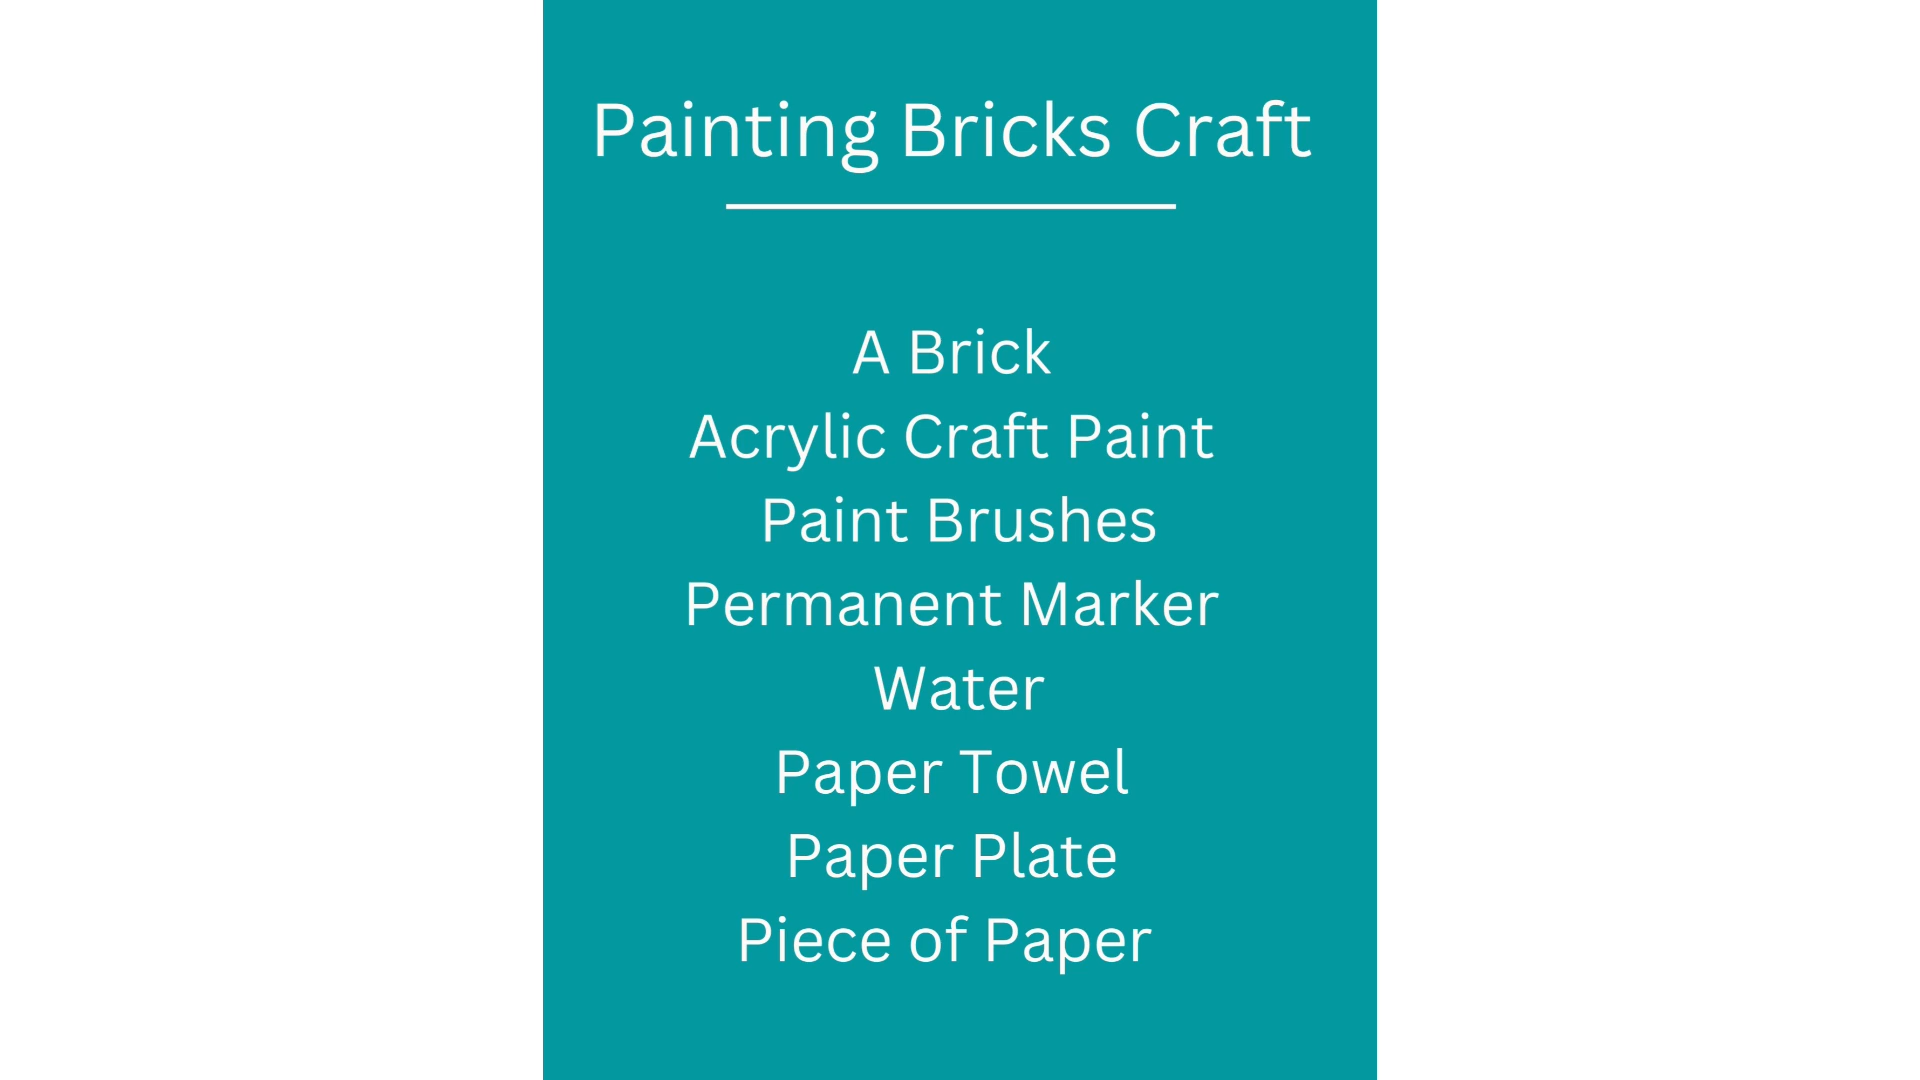 Painting Bricks Craft
A Brick
Acrylic Craft Paint
Paint Brushes
Permanent Marker
Water
Paper Towel
Paper Plate
Piece of Paper